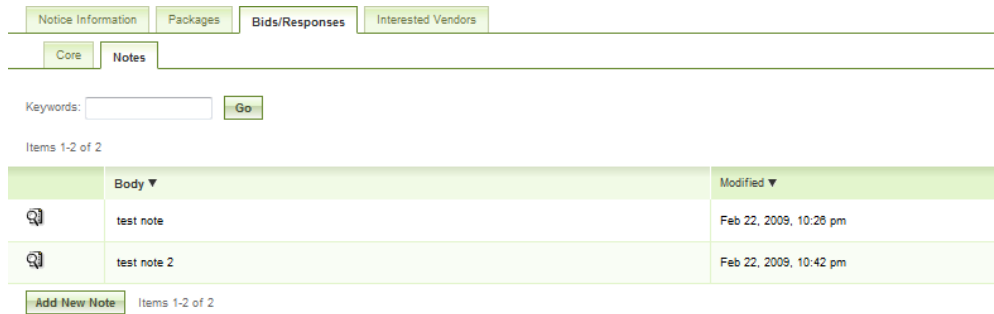 Notice Information Packages Bids/Responses Interested Vendors
Core Notes
Keywords: Go
Items 1-2 of 2
Body ▼ Modified ▼
test note Feb 22, 2009, 10:26 pm
test note 2 Feb 22, 2009, 10:42 pm
Add New Note Items 1-2 of 2